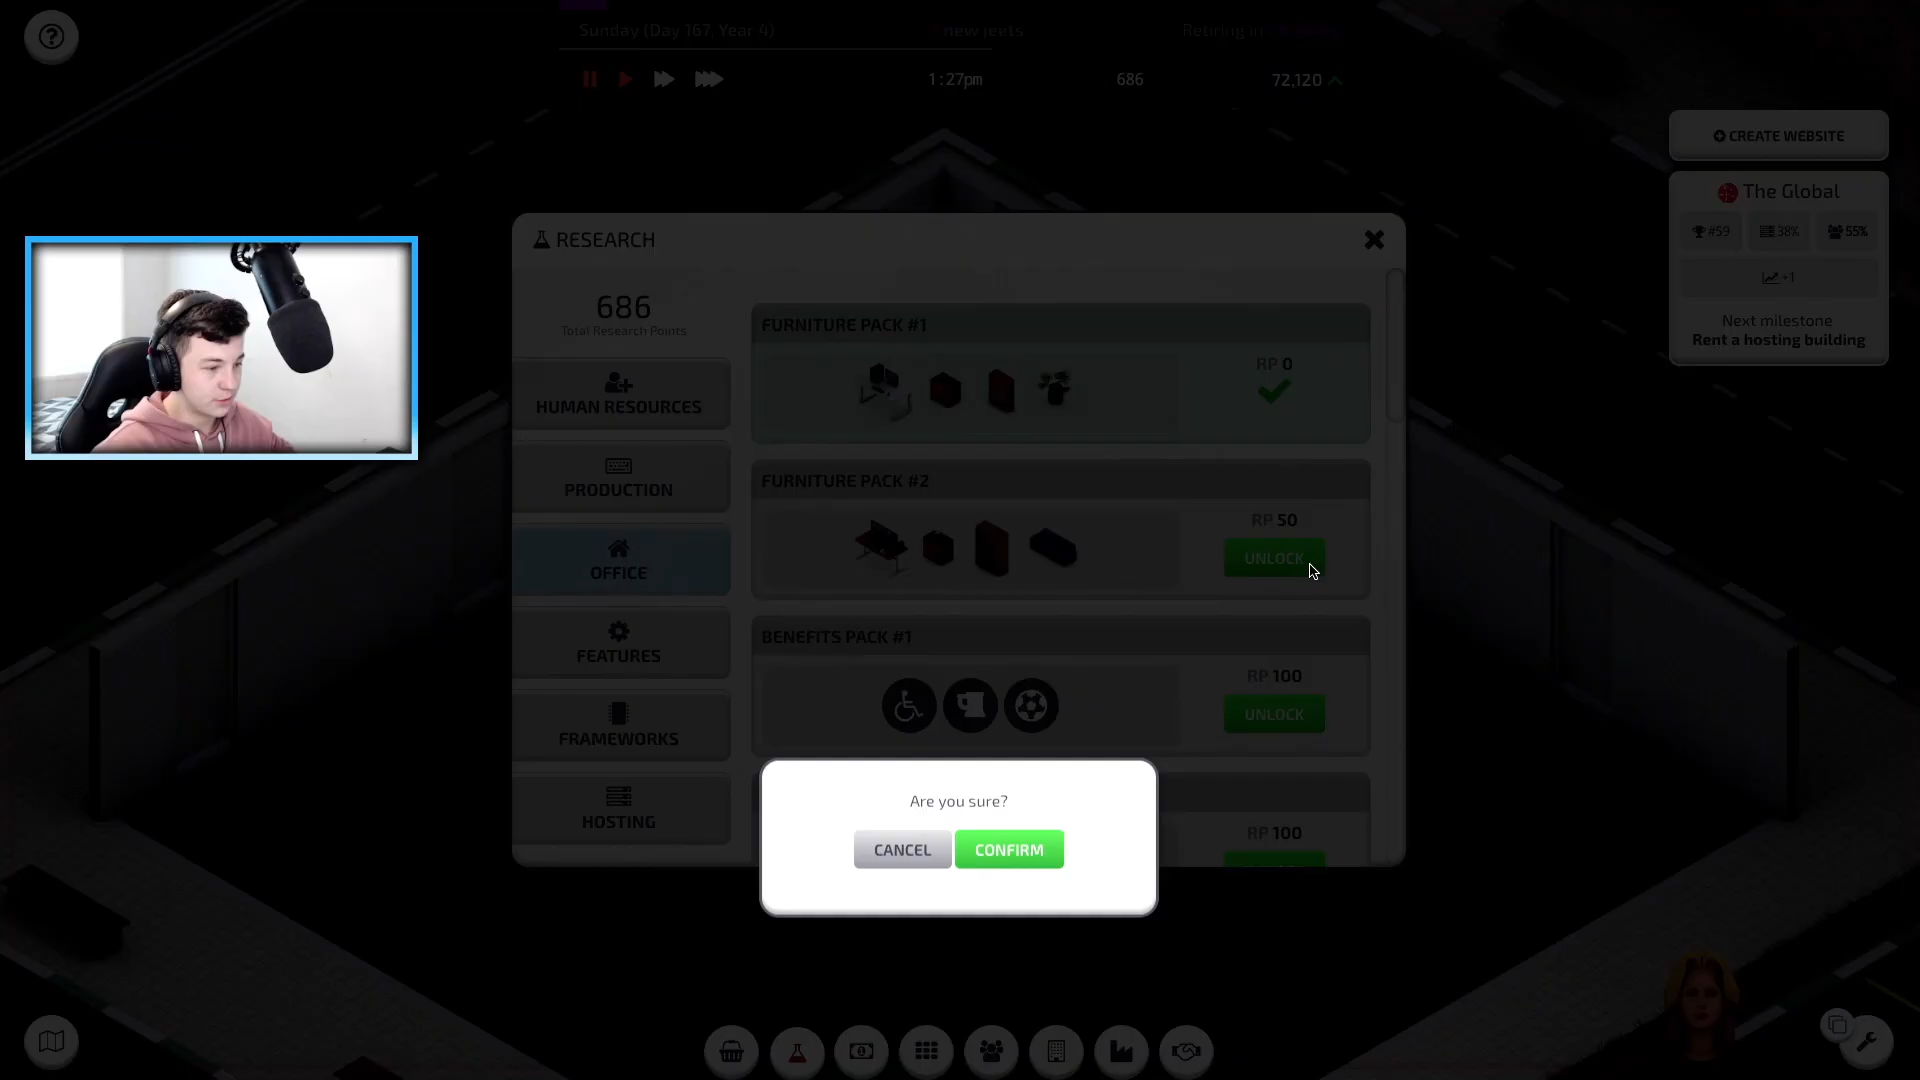 Sunday (Day 167, Year 4)
new jeets
Retiring in
1:27pm
686
72,120
CREATE WEBSITE
The Global
#59
38%
55%
+1
Next milestone
Rent a hosting building
RESEARCH
686
Total Research Points
HUMAN RESOURCES
PRODUCTION
OFFICE
FEATURES
FRAMEWORKS
HOSTING
FURNITURE PACK #1
RP 0
FURNITURE PACK #2
RP 50
UNLOCK
BENEFITS PACK #1
RP 100
UNLOCK
RP 100
Are you sure?
CANCEL
CONFIRM